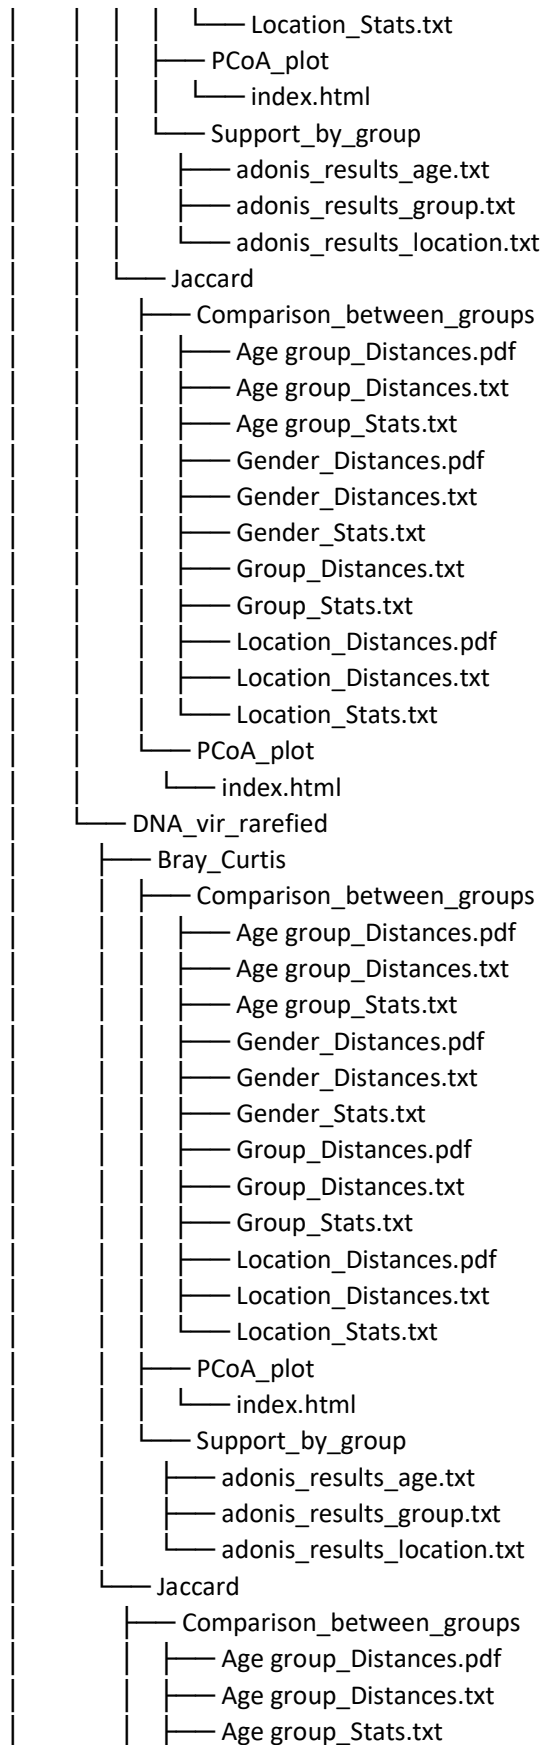 Location_Stats.txt
PCoA_plot
index.html
Support_by_group
adonis_results_age.txt
adonis_results_group.txt
adonis_results_location.txt
Jaccard
Comparison_between_groups
Age group_Distances.pdf
Age group_Distances.txt
Age group_Stats.txt
Gender_Distances.pdf
Gender_Distances.txt
Gender_Stats.txt
Group_Distances.txt
Group_Stats.txt
Location_Distances.pdf
Location_Distances.txt
Location_Stats.txt
PCoA_plot
index.html
DNA_vir_rarefied
Bray_Curtis
Comparison_between_groups
Age group_Distances.pdf
Age group_Distances.txt
Age group_Stats.txt
Gender_Distances.pdf
Gender_Distances.txt
Gender_Stats.txt
Group_Distances.pdf
Group_Distances.txt
Group_Stats.txt
Location_Distances.pdf
Location_Distances.txt
Location_Stats.txt
PCoA_plot
index.html
Support_by_group
adonis_results_age.txt
adonis_results_group.txt
adonis_results_location.txt
Jaccard
Comparison_between_groups
Age group_Distances.pdf
Age group_Distances.txt
Age group_Stats.txt